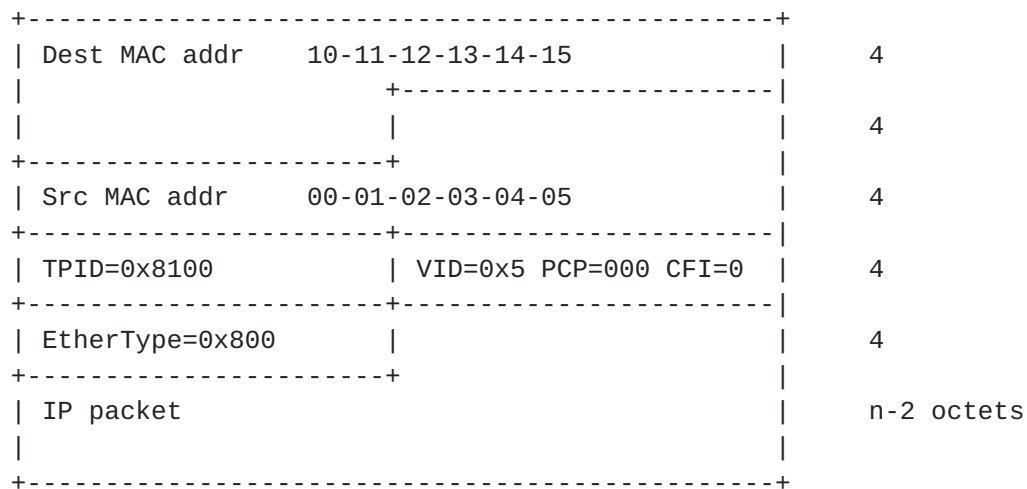 Dest MAC addr    10-11-12-13-14-15    4
4
Src MAC addr     00-01-02-03-04-05    4
TPID=0x8100    VID=0x5 PCP=000 CFI=0    4
EtherType=0x800    4
IP packet    n-2 octets